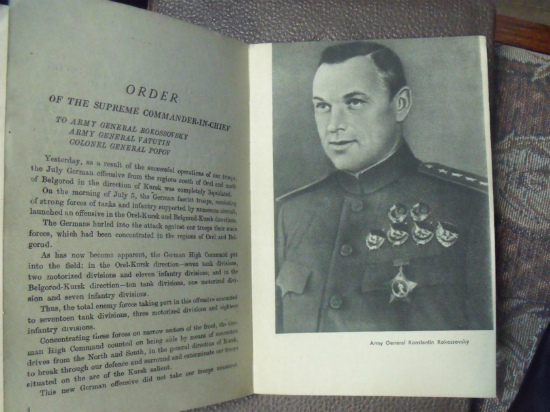 ORDER
OF THE SUPREME COMMANDER-IN-CHIEF
TO ARMY GENERAL ROKOSSOVSKY
ARMY GENERAL VATUTIN
COLONEL GENERAL POPOV
Yesterday, as a result of the successful operations of our troops,
the July German offensive from the regions south of Orel and north
of Belgorod in the direction of Kursk was completely liquidated.
On the morning of July 5, the German fascist troops, consisting
of strong forces of tanks and infantry supported by numerous aircraft,
launched an offensive in the Orel-Kursk and Belgorod-Kursk directions.
The Germans hurled into the attack against our troops their main
forces, which had been concentrated in the regions of Orel and Bel-
gorod.
As has now become apparent, the German High Command put
into the field: in the Orel-Kursk direction—seven tank divisions,
two motorized divisions and eleven infantry divisions; and in the
Belgorod-Kursk direction—ten tank divisions, one motorized divi-
sion and seven infantry divisions.
Thus, the total enemy forces taking part in this offensive amounted
to seventeen tank divisions, three motorized divisions and eighteen
infantry divisions.
Concentrating these forces on narrow sectors of the front, the Ger-
man High Command counted on being able by means of concentric
drives from the North and South, in the general direction of Kursk,
to break through our defence and surround and exterminate our troops
situated on the arc of the Kursk salient.
This new German offensive did not take our troops unawares.
Army General Konstantin Rokossovsky